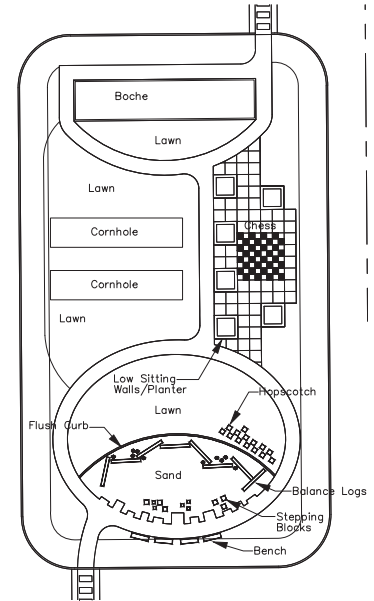 Boche
Lawn
Lawn
Cornhole
Chess
Cornhole
Lawn
Low Sitting
Walls/Planter
Hopscotch
Lawn
Flush Curb
Sand
Balance Logs
Stepping
Blocks
Bench